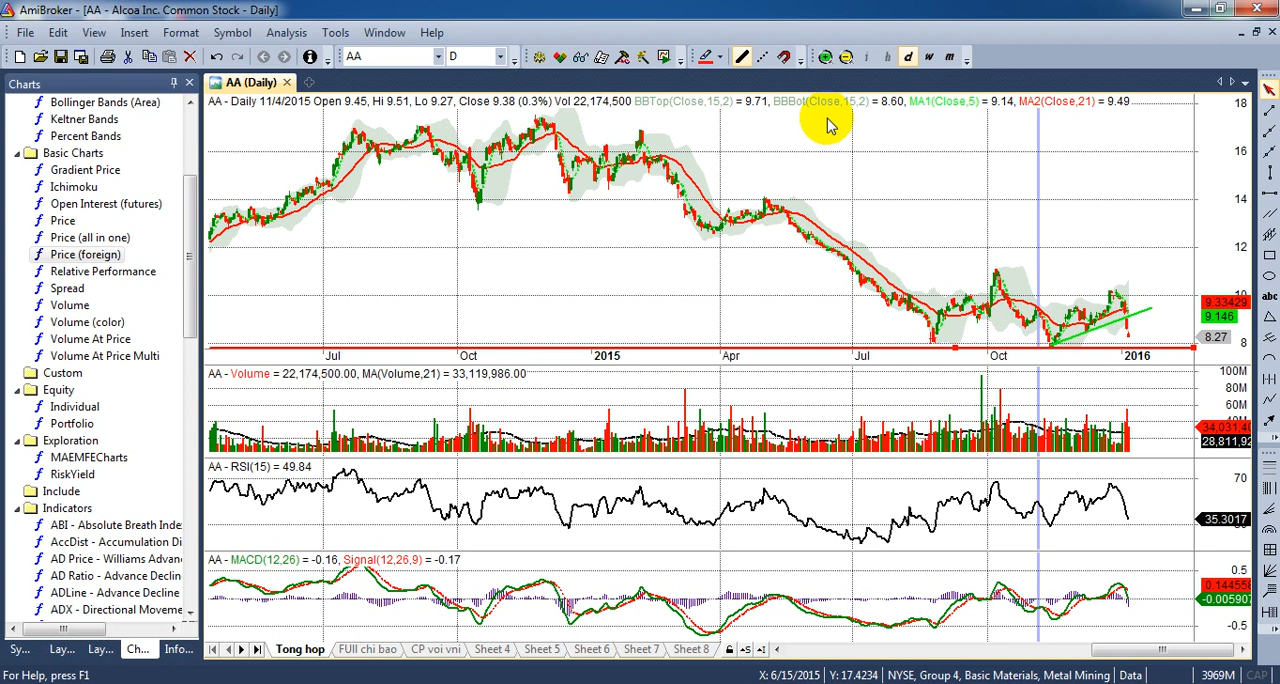 AmiBroker - [AA - Alcoa Inc. Common Stock - Daily]
File Edit View Insert Format Symbol Analysis Tools Window Help
AA D i h d w m
Charts
AA (Daily)
Bollinger Bands (Area)
Keltner Bands
Percent Bands
Basic Charts
Gradient Price
Ichimoku
Open Interest (futures)
Price
Price (all in one)
Price (foreign)
Relative Performance
Spread
Volume
Volume (color)
Volume At Price
Volume At Price Multi
Custom
Equity
Individual
Portfolio
Exploration
MAEMFECharts
RiskYield
Include
Indicators
ABI - Absolute Breath Inde
AccDist - Accumulation Di
AD Price - Williams Advan
AD Ratio - Advance Declin
ADLine - Advance Decline
ADX - Directional Moveme
Sy... Lay... Lay... Ch... Info...
AA - Daily 11/4/2015 Open 9.45, Hi 9.51, Lo 9.27, Close 9.38 (0.3%) Vol 22,174,500 BBTop(Close,15,2) = 9.71, BBBot(Close,15,2) = 8.60, MA1(Close,5) = 9.14, MA2(Close,21) = 9.49
18
16
14
12
10
9.33429
9.146
8.27
8
Jul Oct 2015 Apr Jul Oct 2016
AA - Volume = 22,174,500.00, MA(Volume,21) = 33,119,986.00
100M
80M
60M
34,031,40
28,811,92
AA - RSI(15) = 49.84
70
35.3017
AA - MACD(12,26) = -0.16, Signal(12,26,9) = -0.17
0.5
0.144558
-0.005907
-0.5
Tong hop FUll chi bao CP voi vni Sheet 4 Sheet 5 Sheet 6 Sheet 7 Sheet 8
abc
For Help, press F1
X: 6/15/2015 Y: 17.4234 NYSE, Group 4, Basic Materials, Metal Mining Data 3969M CAP